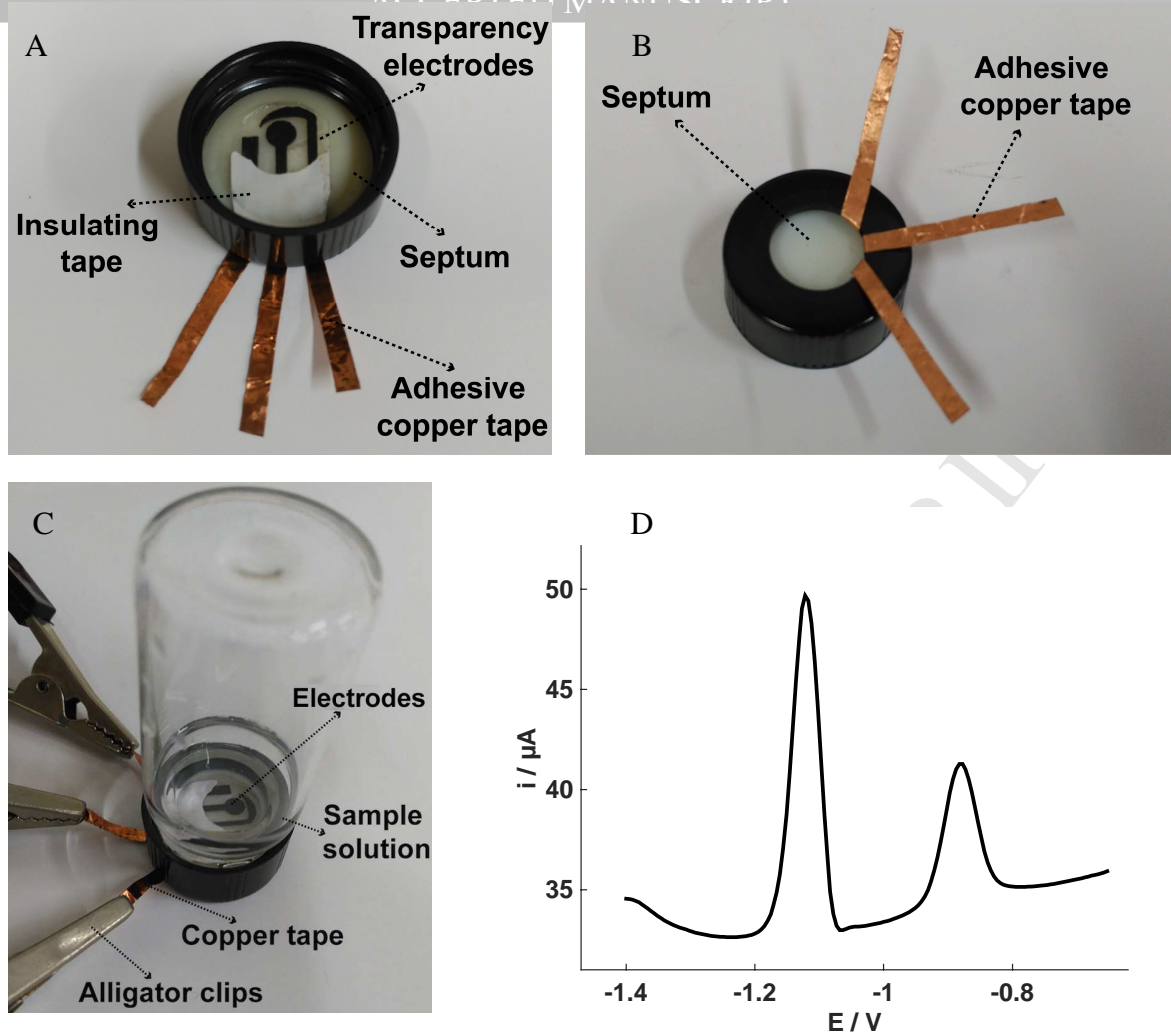 A
Transparency
electrodes
Insulating
tape
Septum
Adhesive
copper tape
B
Septum
Adhesive
copper tape
C
Electrodes
Sample
solution
Copper tape
Alligator clips
D
50
45
40
35
i / µA
-1.4
-1.2
-1
-0.8
E / V